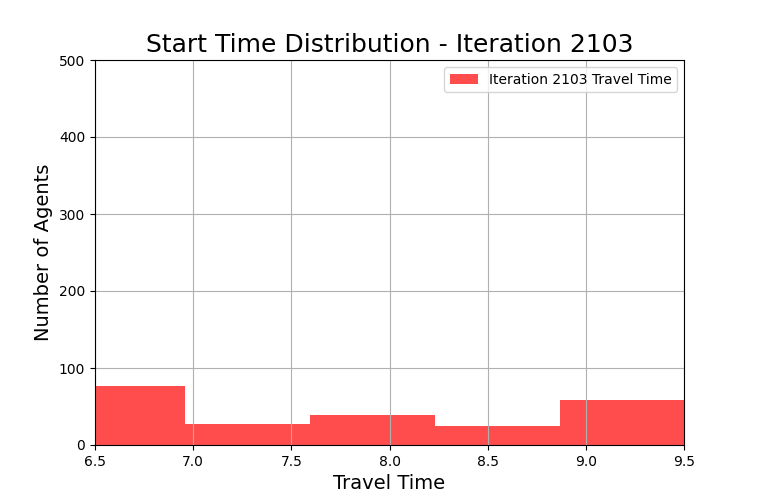 Start Time Distribution - Iteration 2103
Iteration 2103 Travel Time
Number of Agents
500
400
300
200
100
0
6.5 7.0 7.5 8.0 8.5 9.0 9.5
Travel Time